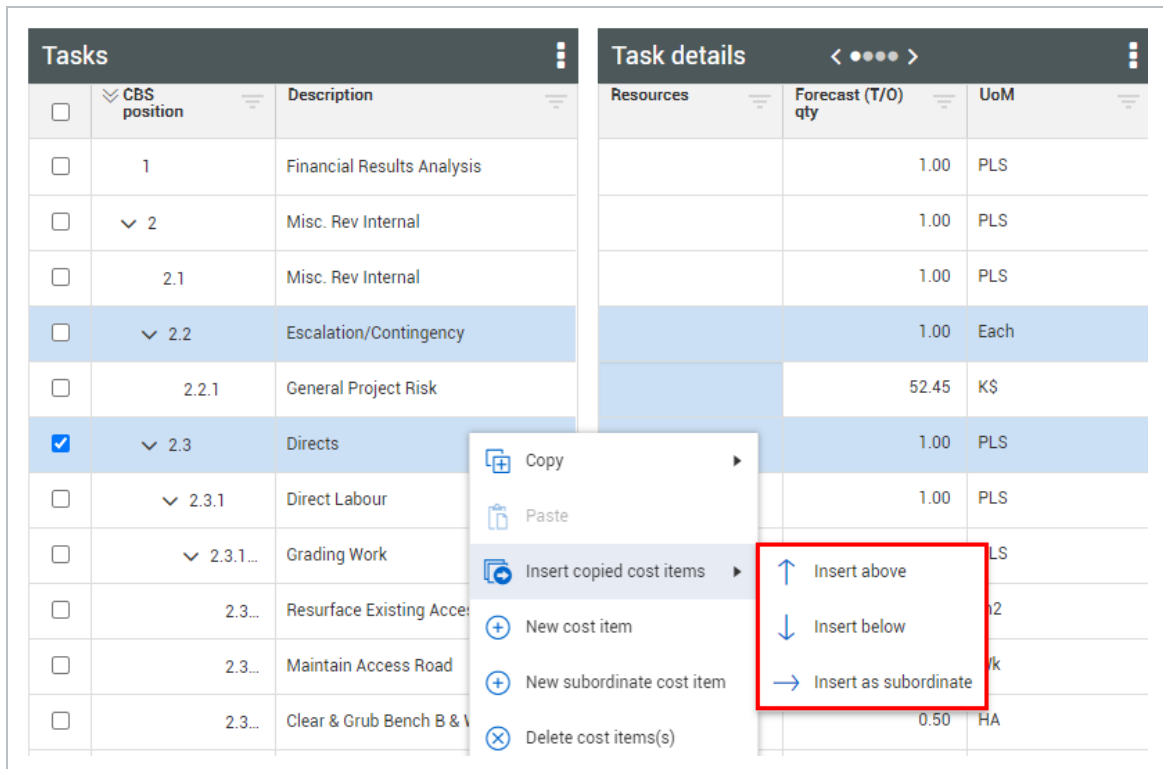 Tasks
Task details
CBS position
Description
Resources
Forecast (T/O) qty
UoM
1
Financial Results Analysis
1.00
PLS
2
Misc. Rev Internal
1.00
PLS
2.1
Misc. Rev Internal
1.00
PLS
2.2
Escalation/Contingency
1.00
Each
2.2.1
General Project Risk
52.45
K$
2.3
Directs
1.00
PLS
2.3.1
Direct Labour
1.00
PLS
2.3.1...
Grading Work
LS
2.3...
Resurface Existing Acce
2.3...
Maintain Access Road
2.3...
Clear & Grub Bench B &
0.50
HA
Copy
Paste
Insert copied cost items
New cost item
New subordinate cost item
Delete cost items(s)
Insert above
Insert below
Insert as subordinate